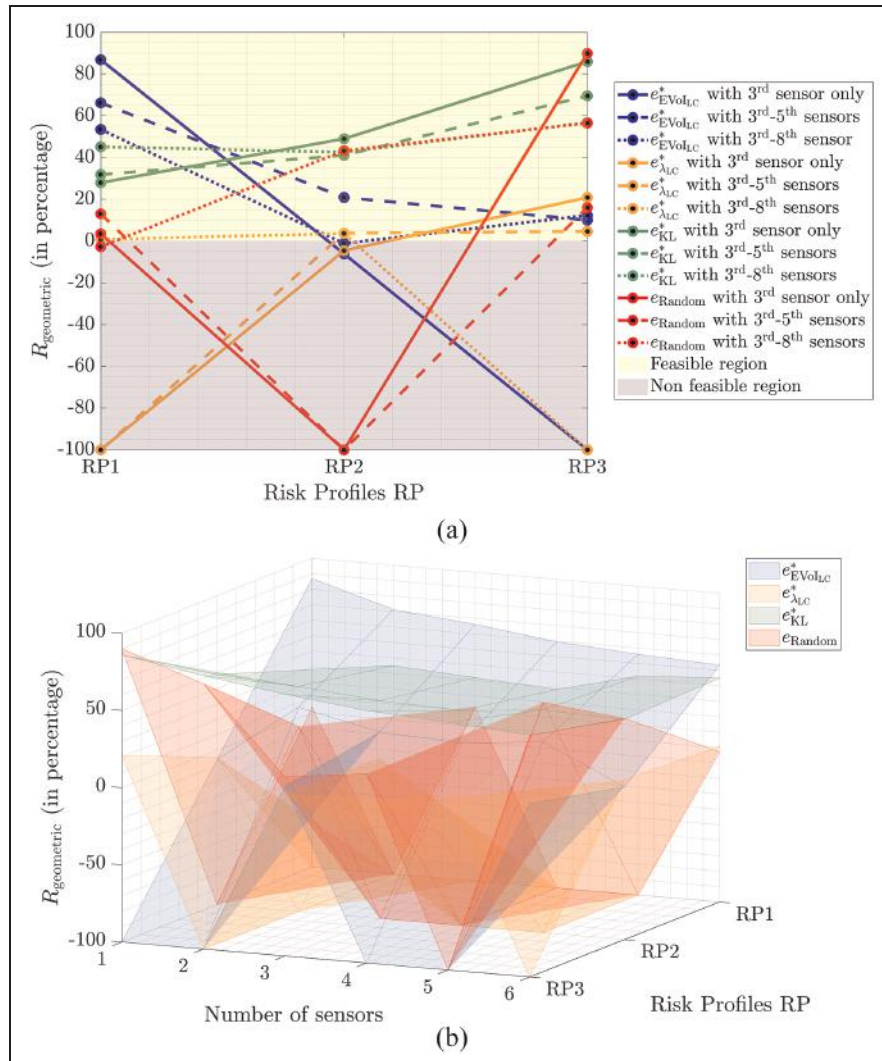 100
80
60
40
20
0
-20
-40
-60
-80
-100
R_geometric (in percentage)
RP1 RP2 RP3
Risk Profiles RP
e*_EVoI_LC with 3rd sensor only
e*_EVoI_LC with 3rd-5th sensors
e*_EVoI_LC with 3rd-8th sensor
e*_λ_LC with 3rd sensor only
e*_λ_LC with 3rd-5th sensors
e*_λ_LC with 3rd-8th sensors
e*_KL with 3rd sensor only
e*_KL with 3rd-5th sensors
e*_KL with 3rd-8th sensors
e_Random with 3rd sensor only
e_Random with 3rd-5th sensors
e_Random with 3rd-8th sensors
Feasible region
Non feasible region
(a)
e*_EVoI_LC
e*_λ_LC
e*_KL
e_Random
100
50
0
-50
-100
R_geometric (in percentage)
1 2 3 4 5 6
Number of sensors
RP3
RP2
RP1
Risk Profiles RP
(b)